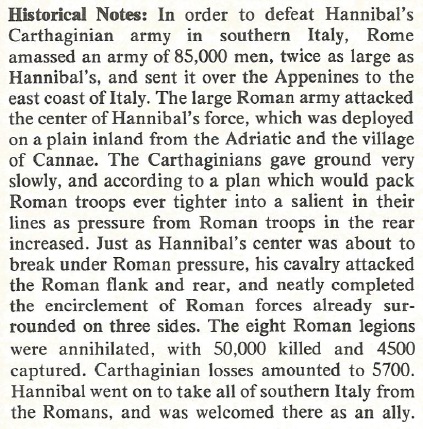 Historical Notes: In order to defeat Hannibal's
Carthaginian army in southern Italy, Rome
amassed an army of 85,000 men, twice as large as
Hannibal's, and sent it over the Appenines to the
east coast of Italy. The large Roman army attacked
the center of Hannibal's force, which was deployed
on a plain inland from the Adriatic and the village
of Cannae. The Carthaginians gave ground very
slowly, and according to a plan which would pack
Roman troops ever tighter into a salient in their
lines as pressure from Roman troops in the rear
increased. Just as Hannibal's center was about to
break under Roman pressure, his cavalry attacked
the Roman flank and rear, and neatly completed
the encirclement of Roman forces already sur-
rounded on three sides. The eight Roman legions
were annihilated, with 50,000 killed and 4500
captured. Carthaginian losses amounted to 5700.
Hannibal went on to take all of southern Italy from
the Romans, and was welcomed there as an ally.